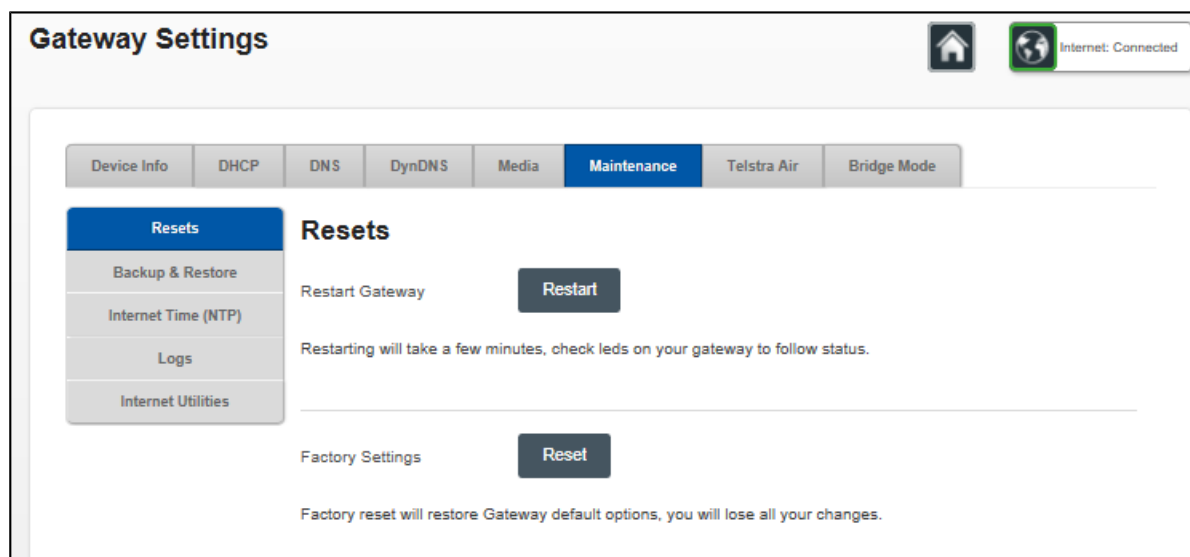 Gateway Settings
Internet: Connected
Device Info
DHCP
DNS
DynDNS
Media
Maintenance
Telstra Air
Bridge Mode
Resets
Backup & Restore
Internet Time (NTP)
Logs
Internet Utilities
Resets
Restart Gateway
Restart
Restarting will take a few minutes, check leds on your gateway to follow status.
Factory Settings
Reset
Factory reset will restore Gateway default options, you will lose all your changes.